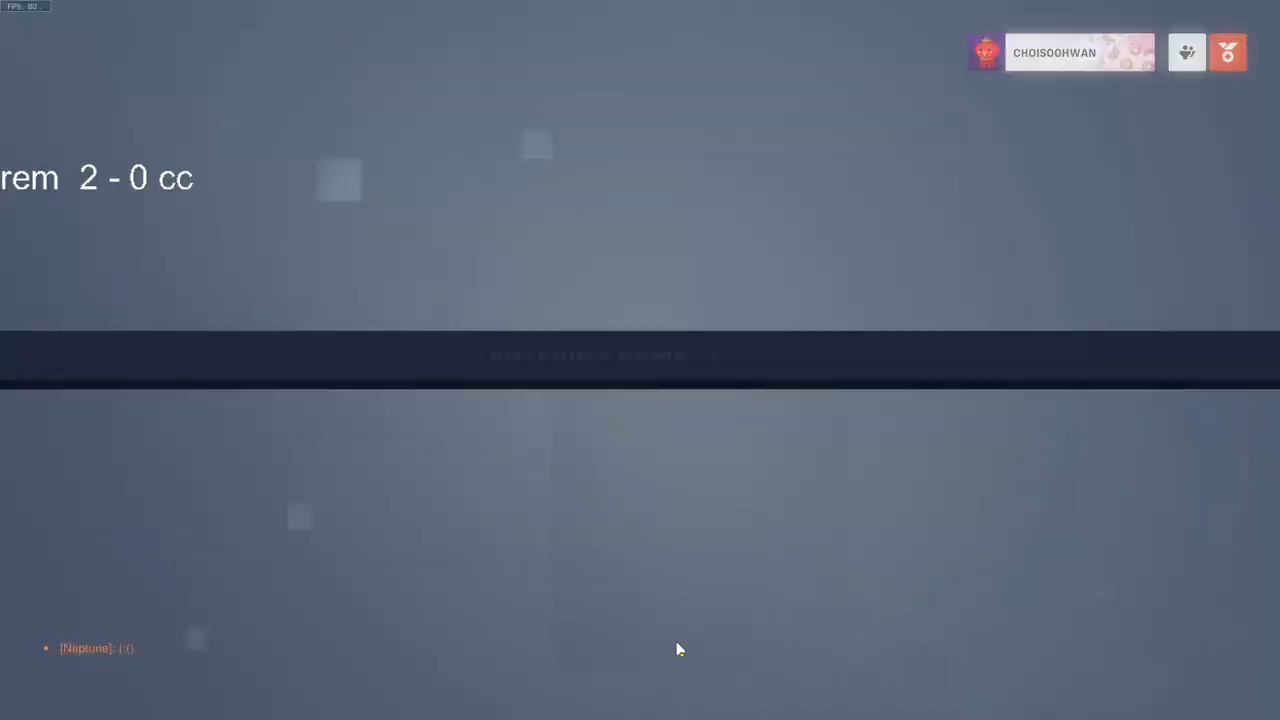 FPS: 80 .
CHOISOOHWAN
rem 2 - 0 cc
• [Neptune]: (:()